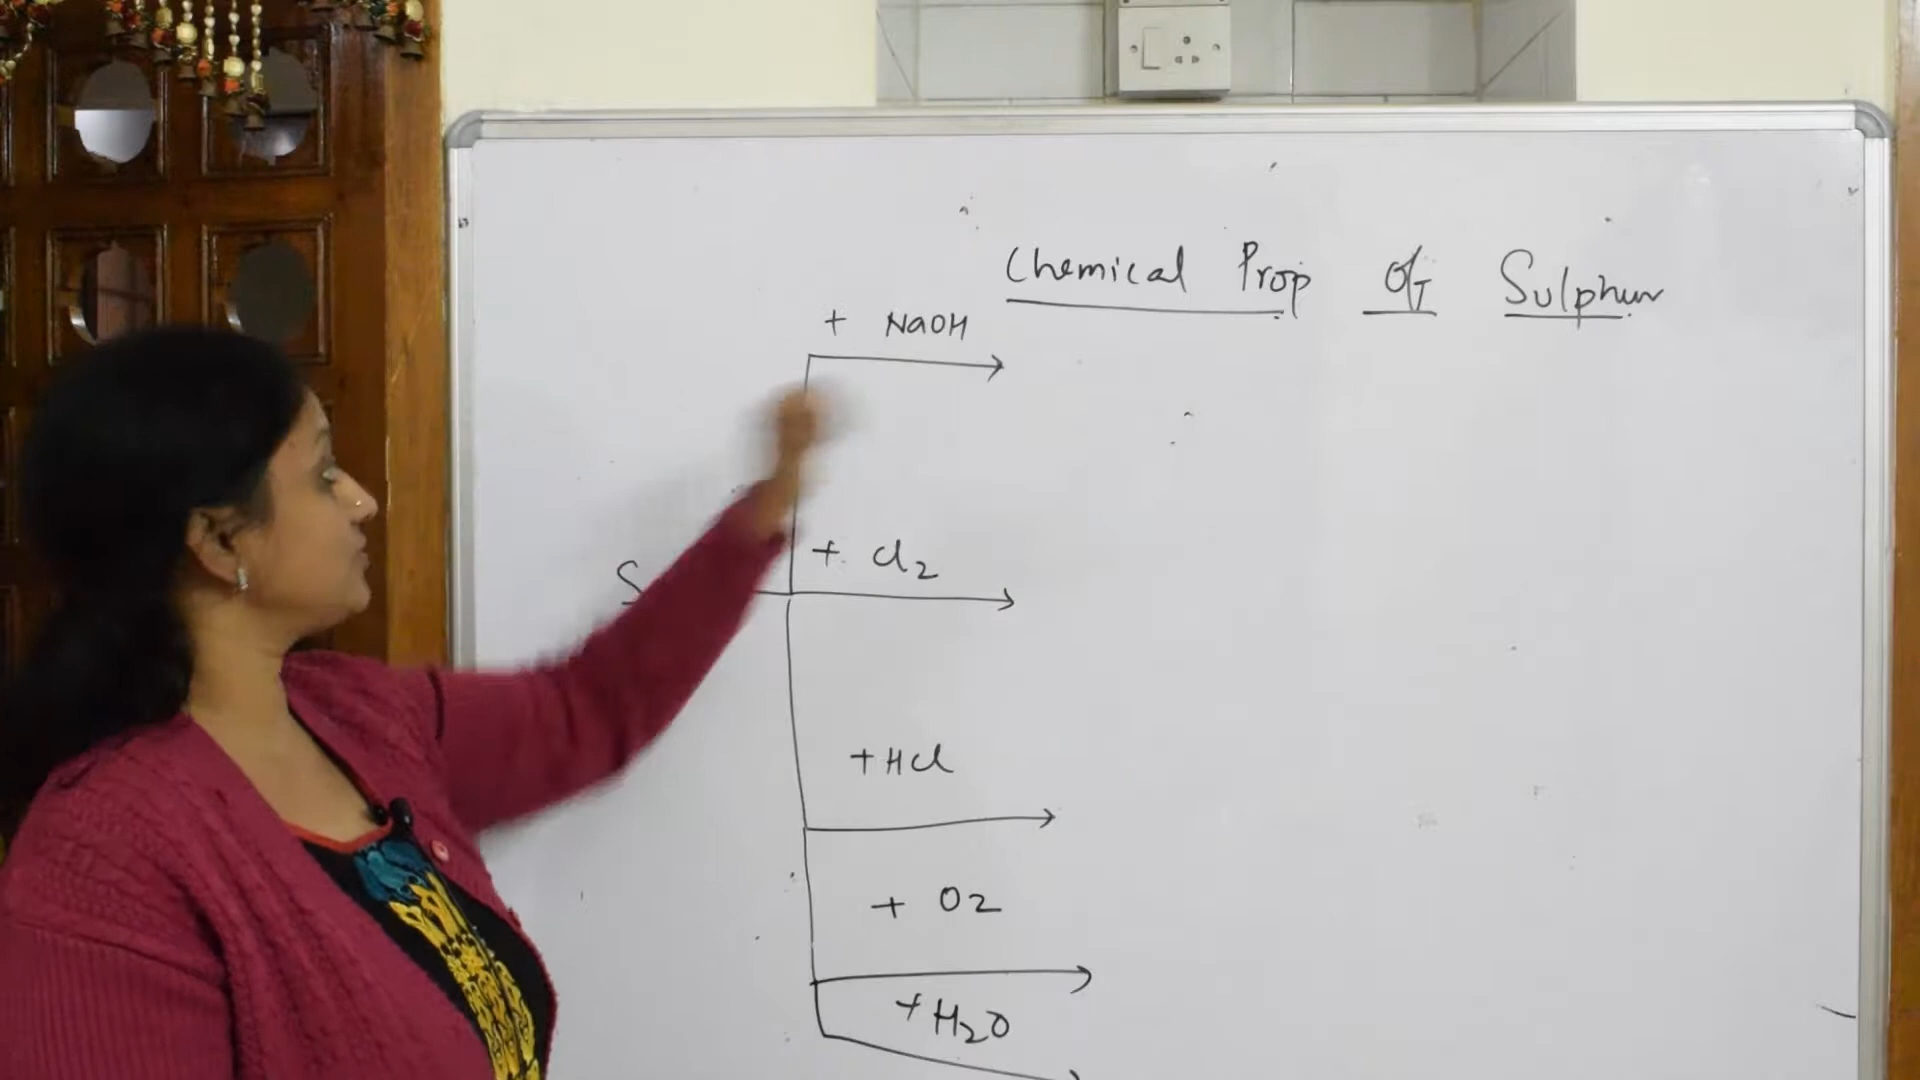 Chemical Prop Of Sulphur
+ NaOH
S
+ Cl2
+ HCl
+ O2
+ H2O